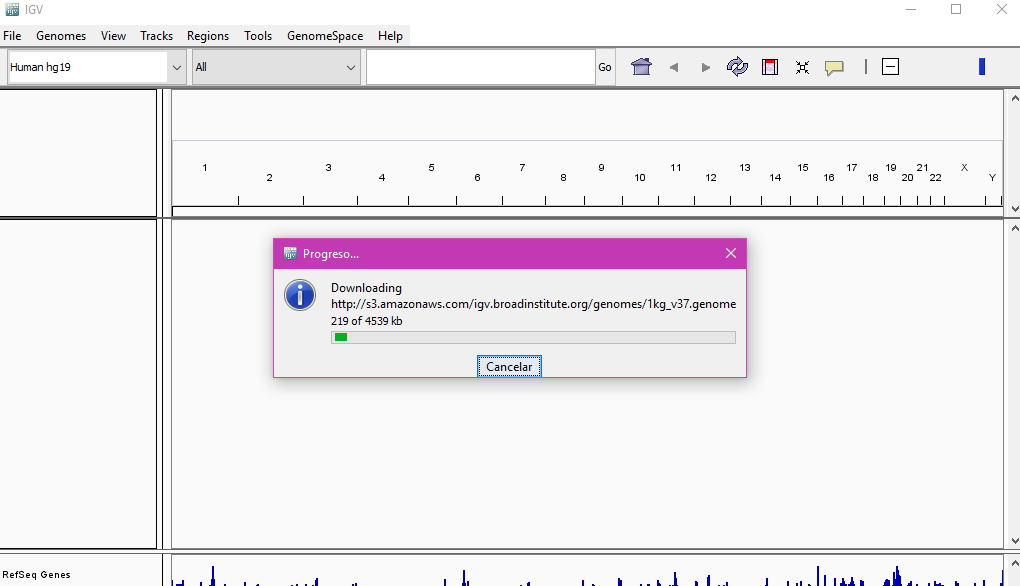 IGV
File Genomes View Tracks Regions Tools GenomeSpace Help
Human hg19 All Go
1 2 3 4 5 6 7 8 9 10 11 12 13 14 15 16 17 18 19 20 21 22 X Y
Progreso...
Downloading
http://s3.amazonaws.com/igv.broadinstitute.org/genomes/1kg_v37.genome
219 of 4539 kb
Cancelar
RefSeq Genes